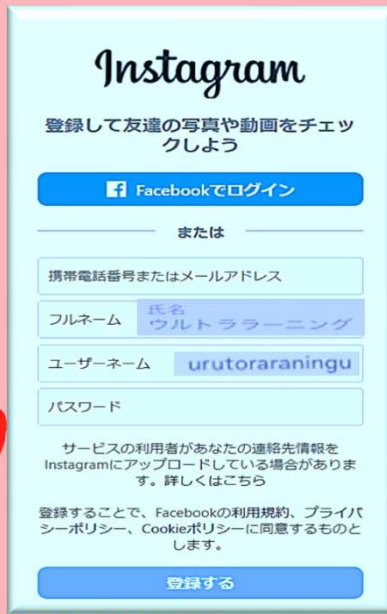 Instagram
登録して友達の写真や動画をチェッ
クしよう
Facebookでログイン
または
携帯電話番号またはメールアドレス
フルネーム 氏名
ウルトララーニング
ユーザーネーム urutoraraningu
パスワード
サービスの利用者があなたの連絡先情報を
Instagramにアップロードしている場合がありま
す。詳しくはこちら
登録することで、Facebookの利用規約、プライバ
シーポリシー、Cookieポリシーに同意するものと
します。
登録する